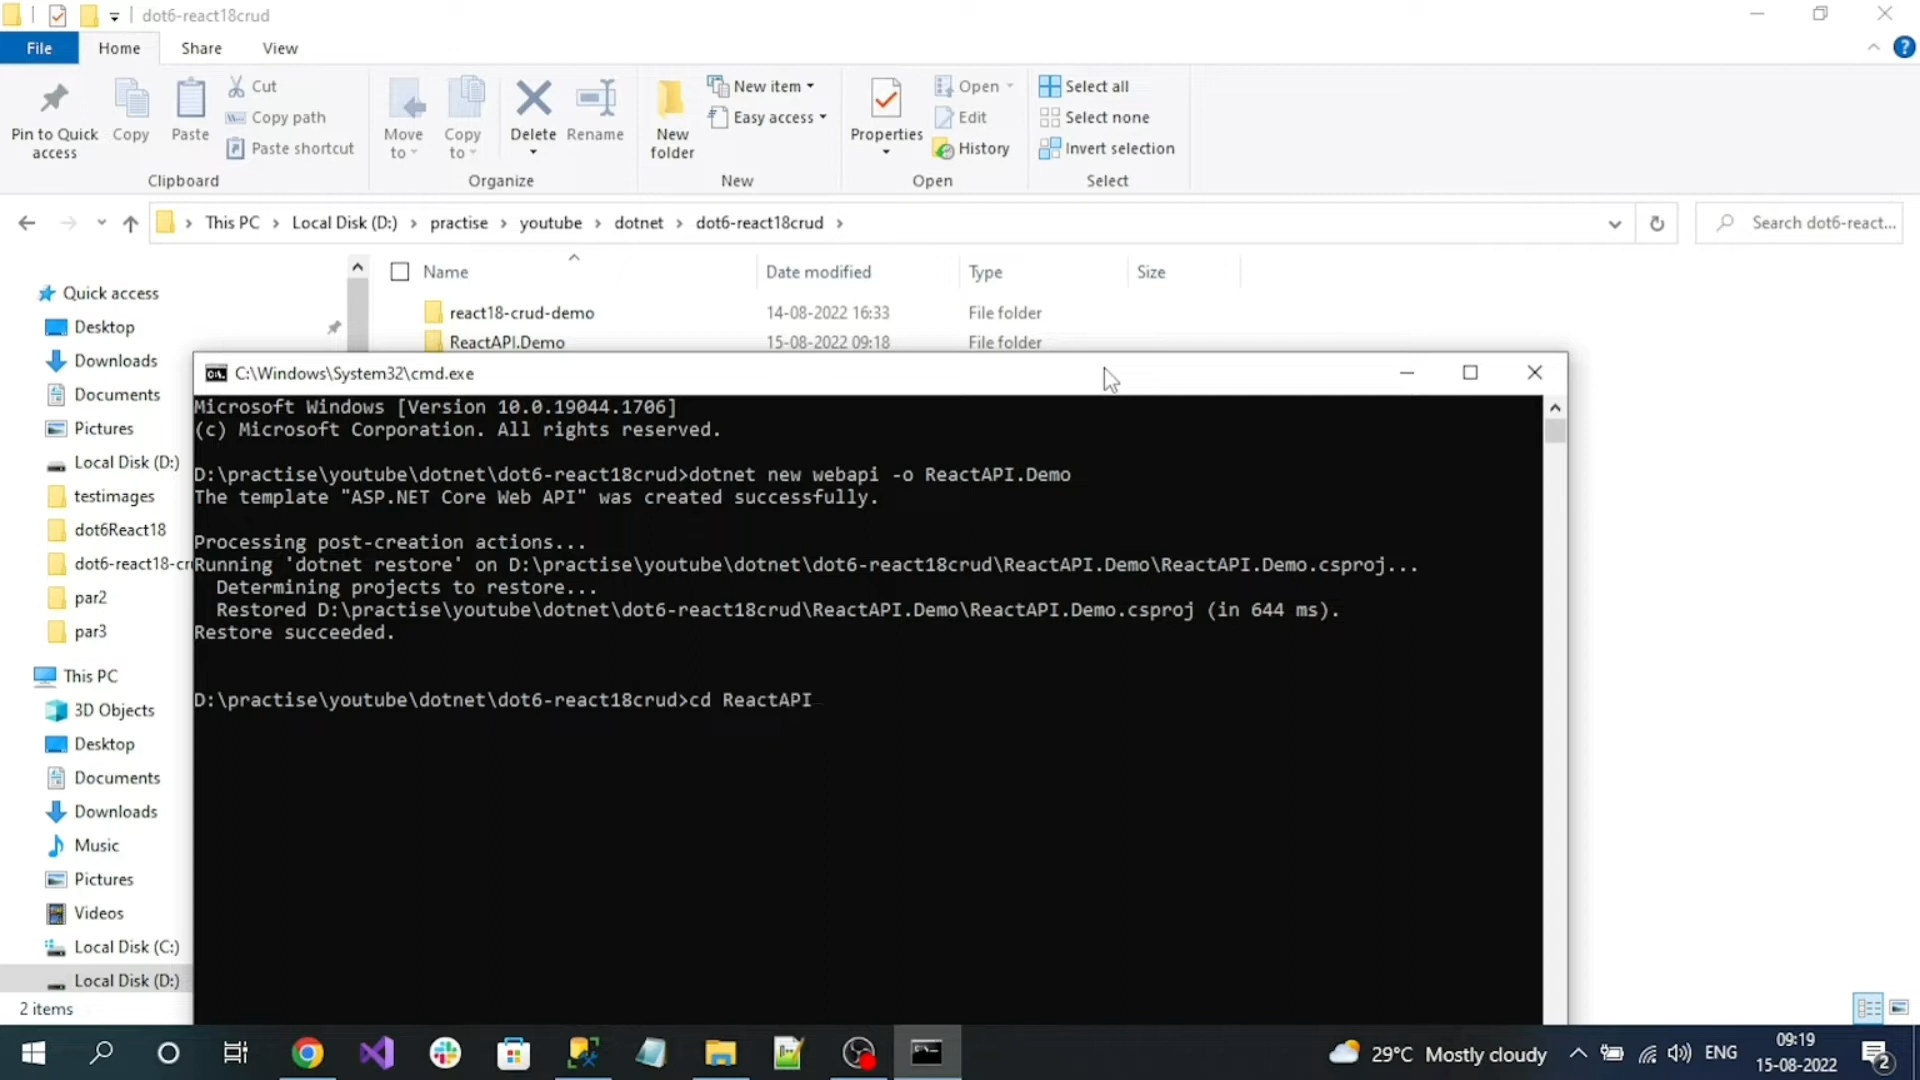 dot6-react18crud
File Home Share View
Pin to Quick access
Copy
Paste
Cut
Copy path
Paste shortcut
Move to
Copy to
Delete
Rename
New folder
New item
Easy access
Properties
Open
Edit
History
Select all
Select none
Invert selection
Clipboard Organize New Open Select
This PC Local Disk (D:) practise youtube dotnet dot6-react18crud
Search dot6-react...
Name Date modified Type Size
react18-crud-demo 14-08-2022 16:33 File folder
ReactAPI.Demo 15-08-2022 09:18 File folder
Quick access
Desktop
Downloads
Documents
Pictures
Local Disk (D:)
testimages
dot6React18
dot6-react-18-cr
par2
par3
This PC
3D Objects
Desktop
Documents
Downloads
Music
Pictures
Videos
Local Disk (C:)
Local Disk (D:)
2 items
C:\Windows\System32\cmd.exe
Microsoft Windows [Version 10.0.19044.1706]
(c) Microsoft Corporation. All rights reserved.
D:\practise\youtube\dotnet\dot6-react18crud>dotnet new webapi -o ReactAPI.Demo
The template "ASP.NET Core Web API" was created successfully.
Processing post-creation actions...
Running 'dotnet restore' on D:\practise\youtube\dotnet\dot6-react18crud\ReactAPI.Demo\ReactAPI.Demo.csproj...
Determining projects to restore...
Restored D:\practise\youtube\dotnet\dot6-react18crud\ReactAPI.Demo\ReactAPI.Demo.csproj (in 644 ms).
Restore succeeded.
D:\practise\youtube\dotnet\dot6-react18crud>cd ReactAPI
29°C Mostly cloudy
ENG
09:19
15-08-2022
2